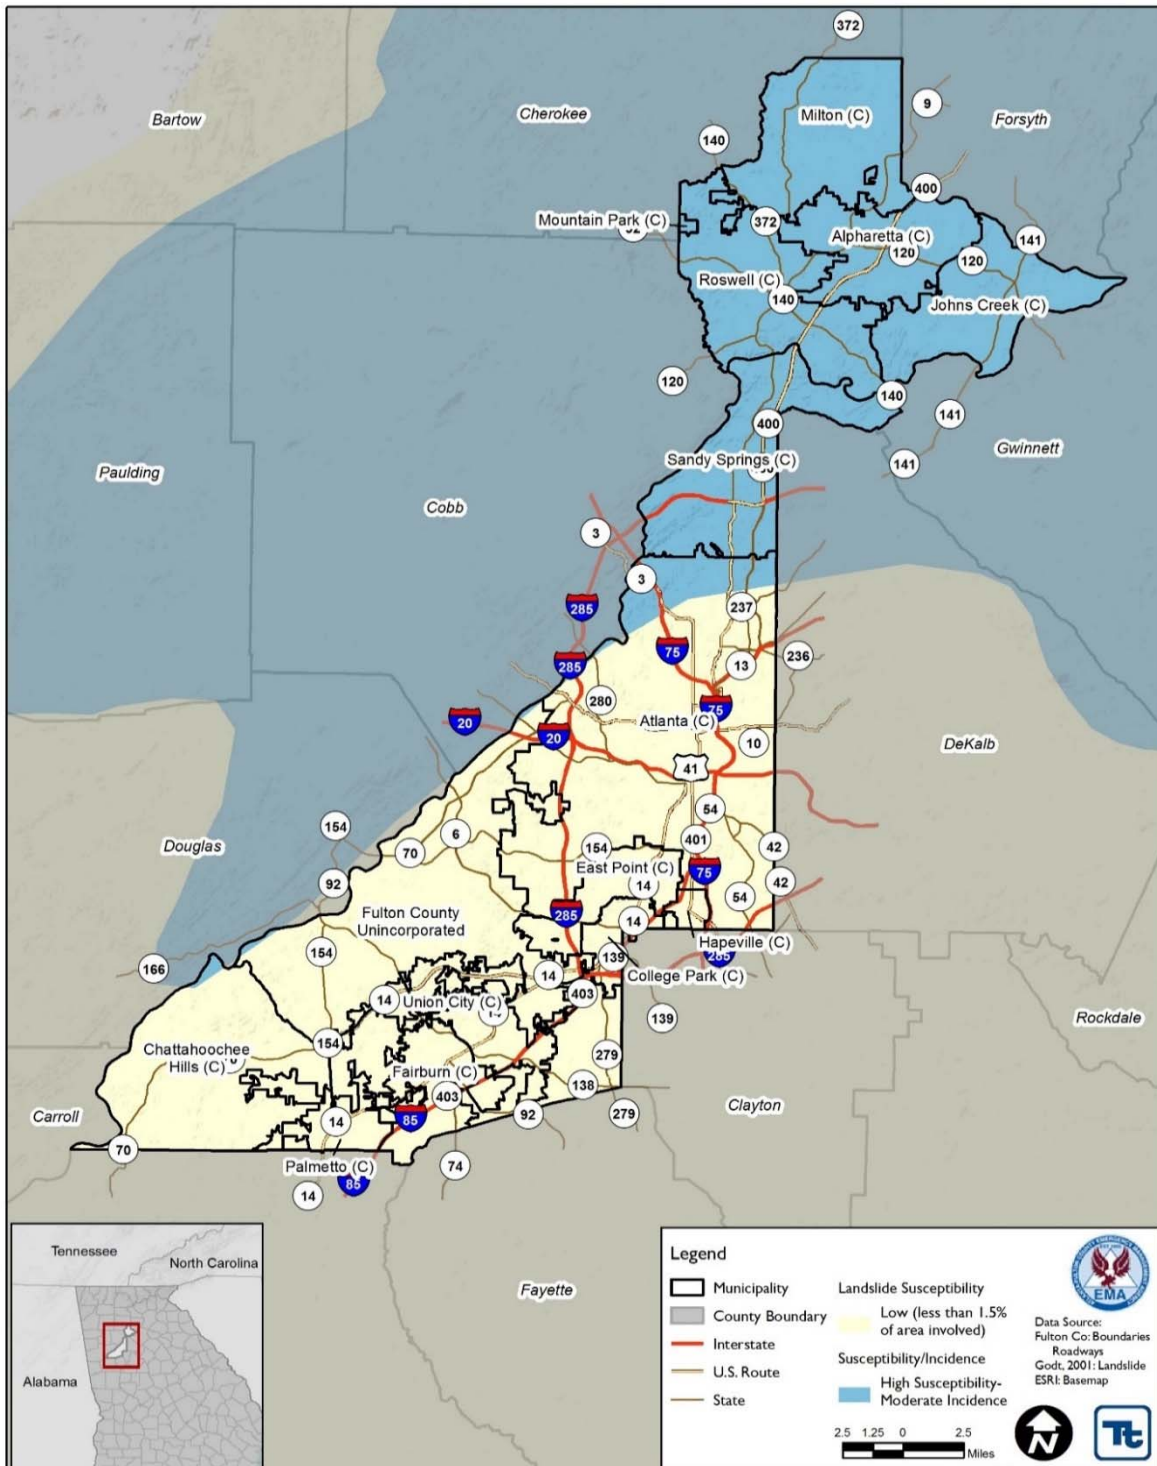 372
Bartow
Cherokee
Milton (C)
9
Forsyth
140
400
Mountain Park (C)
372
Alpharetta (C)
120
120
141
Roswell (C)
140
Johns Creek (C)
120
140
141
400
Gwinnett
Sandy Springs (C)
141
Paulding
Cobb
3
3
285
237
285
75
13
236
280
20
Atlanta (C)
75
20
10
DeKalb
41
54
154
6
401
42
Douglas
70
154
East Point (C)
75
92
14
54
42
Fulton County
Unincorporated
285
14
Hapeville (C)
285
154
139
166
14
College Park (C)
14
Union City (C)
403
139
Rockdale
154
279
Chattahoochee
Hills (C)
Fairburn (C)
403
138
Clayton
Carroll
14
85
92
279
70
Palmetto (C)
74
85
14
Fayette
Tennessee
North Carolina
Alabama
Legend
Municipality
County Boundary
Interstate
U.S. Route
State
Landslide Susceptibility
Low (less than 1.5%
of area involved)
Susceptibility/Incidence
High Susceptibility-
Moderate Incidence
2.5 1.25 0 2.5
Miles
EMA
Data Source:
Fulton Co: Boundaries
Roadways
Godt, 2001: Landslide
ESRI: Basemap
N
Tt